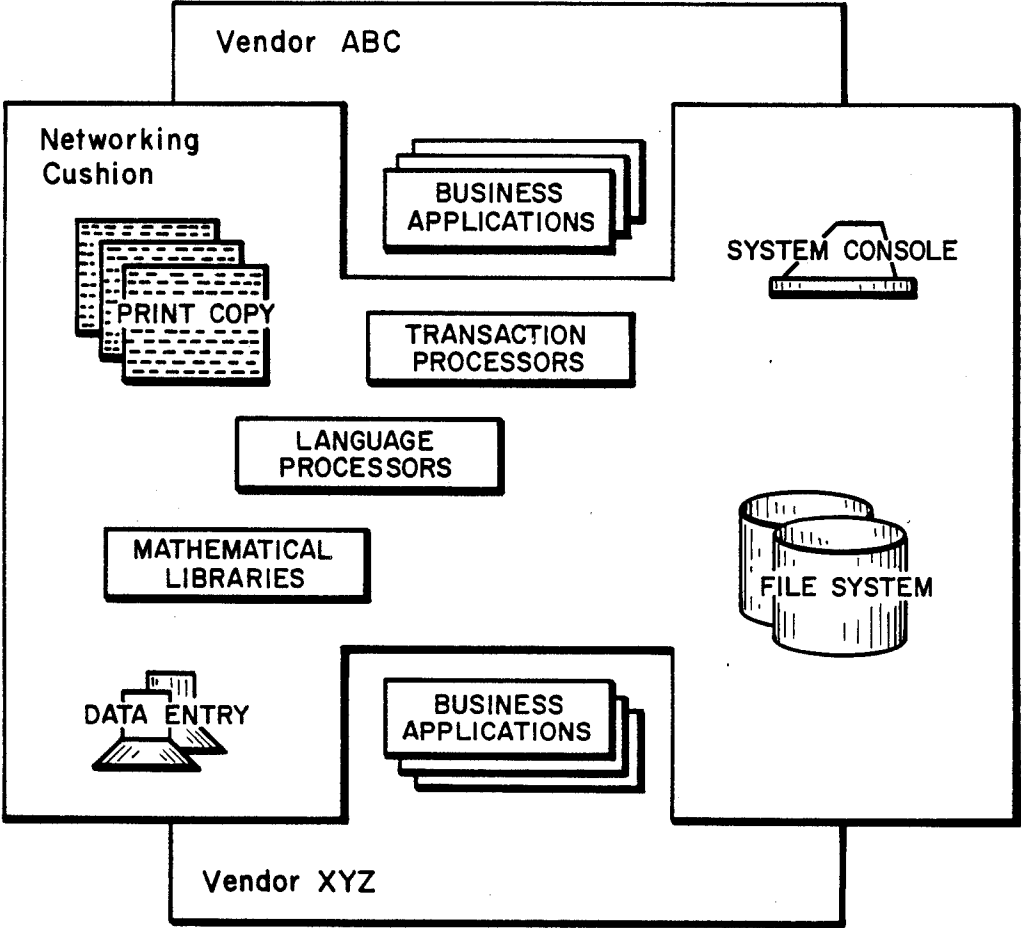 Vendor ABC
Networking
Cushion
BUSINESS
APPLICATIONS
SYSTEM CONSOLE
PRINT COPY
TRANSACTION
PROCESSORS
LANGUAGE
PROCESSORS
MATHEMATICAL
LIBRARIES
FILE SYSTEM
DATA ENTRY
BUSINESS
APPLICATIONS
Vendor XYZ